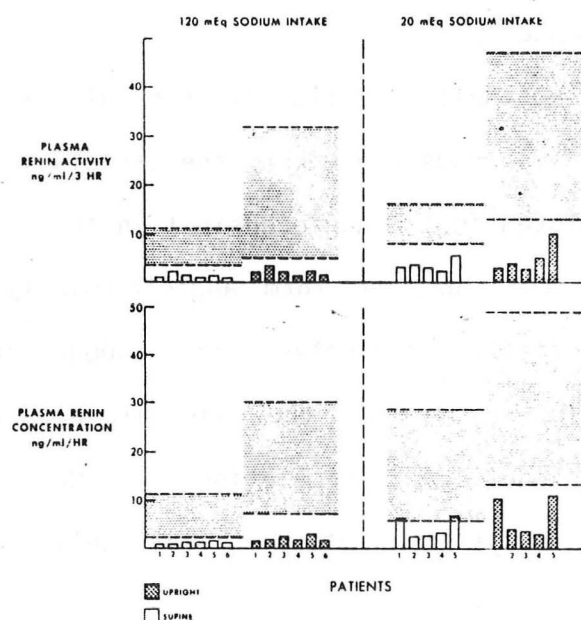 120 mEq SODIUM INTAKE 20 mEq SODIUM INTAKE
PLASMA
RENIN ACTIVITY
ng/ml/3 HR
40
30
20
10
PLASMA RENIN
CONCENTRATION
ng/ml/HR
50
40
30
20
10
1 2 3 4 5 6 1 2 3 4 5 6 1 2 3 4 5 2 3 4 5
PATIENTS
UPRIGHT
SUPINE